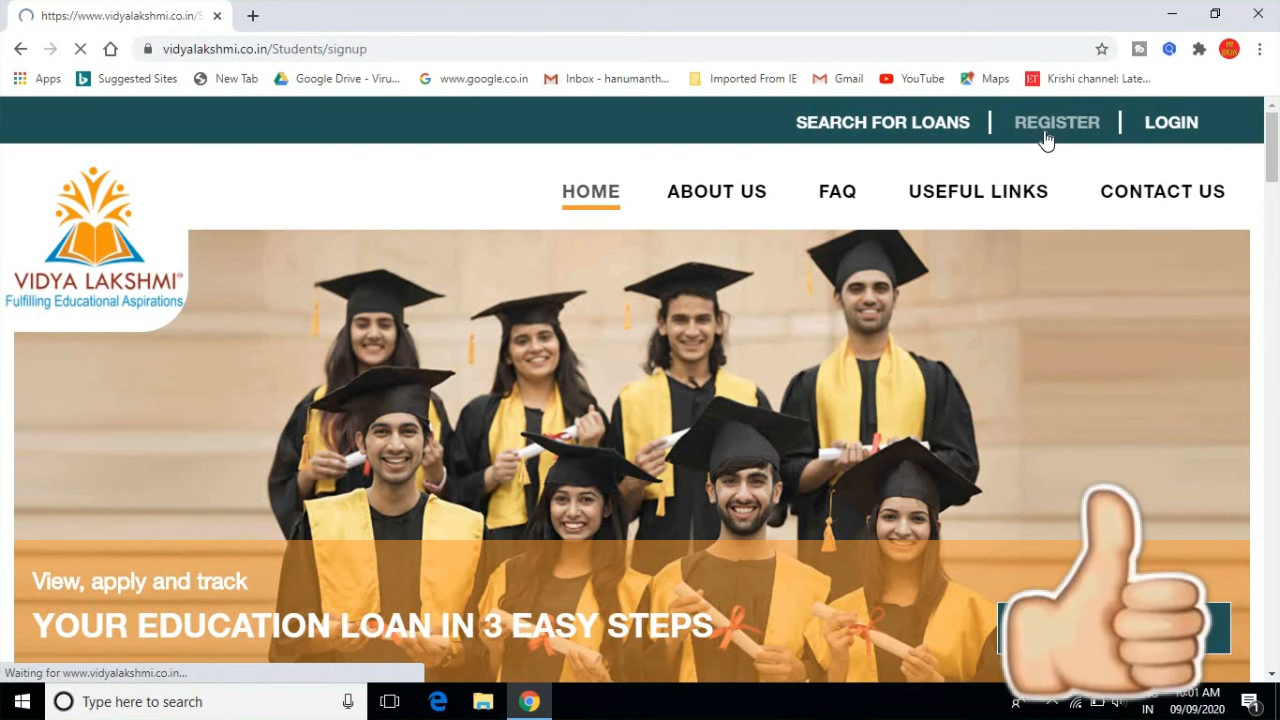 https://www.vidyalakshmi.co.in/S
vidyalakshmi.co.in/Students/signup
Apps
Suggested Sites
New Tab
Google Drive - Viru...
www.google.co.in
Inbox - hanumanth...
Imported From IE
Gmail
YouTube
Maps
ET
Krishi channel: Late...
SEARCH FOR LOANS
REGISTER
LOGIN
HOME
ABOUT US
FAQ
USEFUL LINKS
CONTACT US
VIDYA LAKSHMI®
Fulfilling Educational Aspirations
View, apply and track
YOUR EDUCATION LOAN IN 3 EASY STEPS
Waiting for www.vidyalakshmi.co.in...
Type here to search
IN
:01 AM
09/09/2020
1